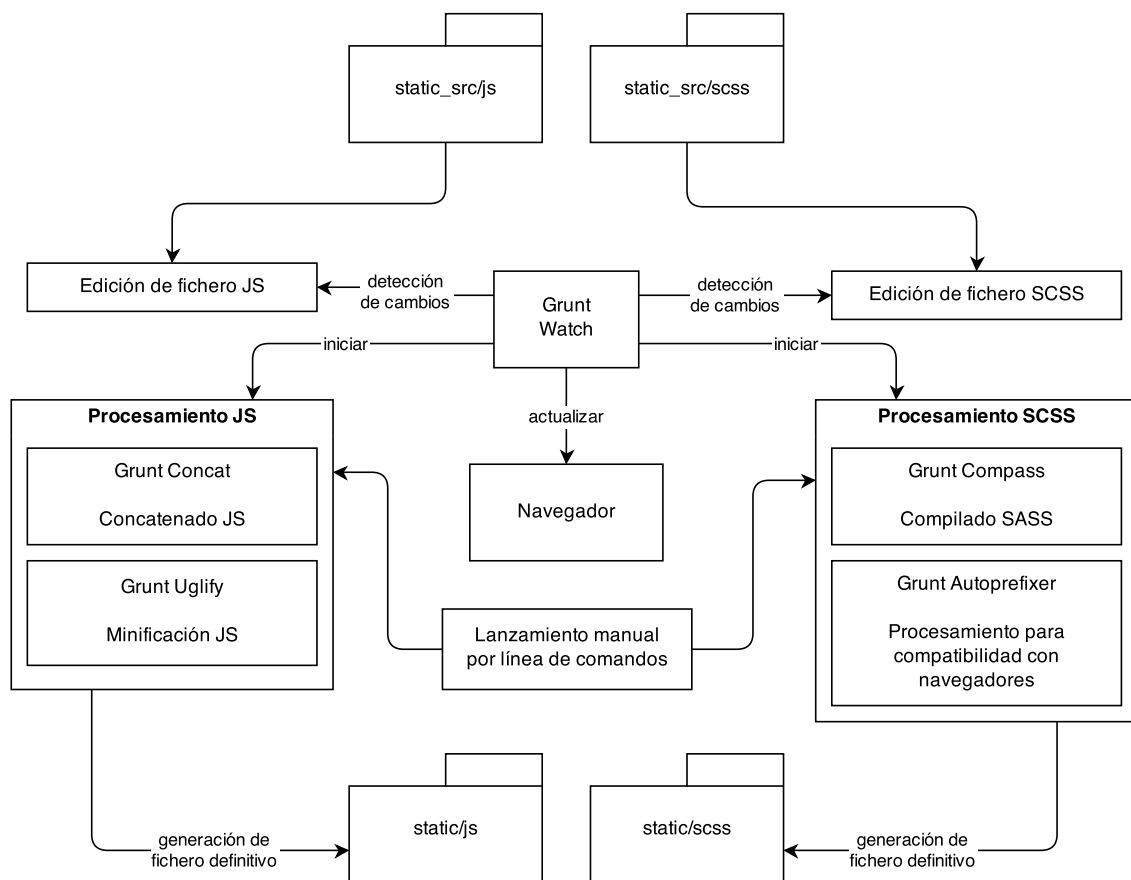 static_src/js
static_src/scss
Edición de fichero JS
detección
de cambios
Grunt
Watch
detección
de cambios
Edición de fichero SCSS
iniciar
iniciar
Procesamiento JS
actualizar
Procesamiento SCSS
Grunt Concat
Concatenado JS
Navegador
Grunt Compass
Compilado SASS
Grunt Uglify
Minificación JS
Lanzamiento manual
por línea de comandos
Grunt Autoprefixer
Procesamiento para
compatibilidad con
navegadores
static/js
static/scss
generación de
fichero definitivo
generación de
fichero definitivo